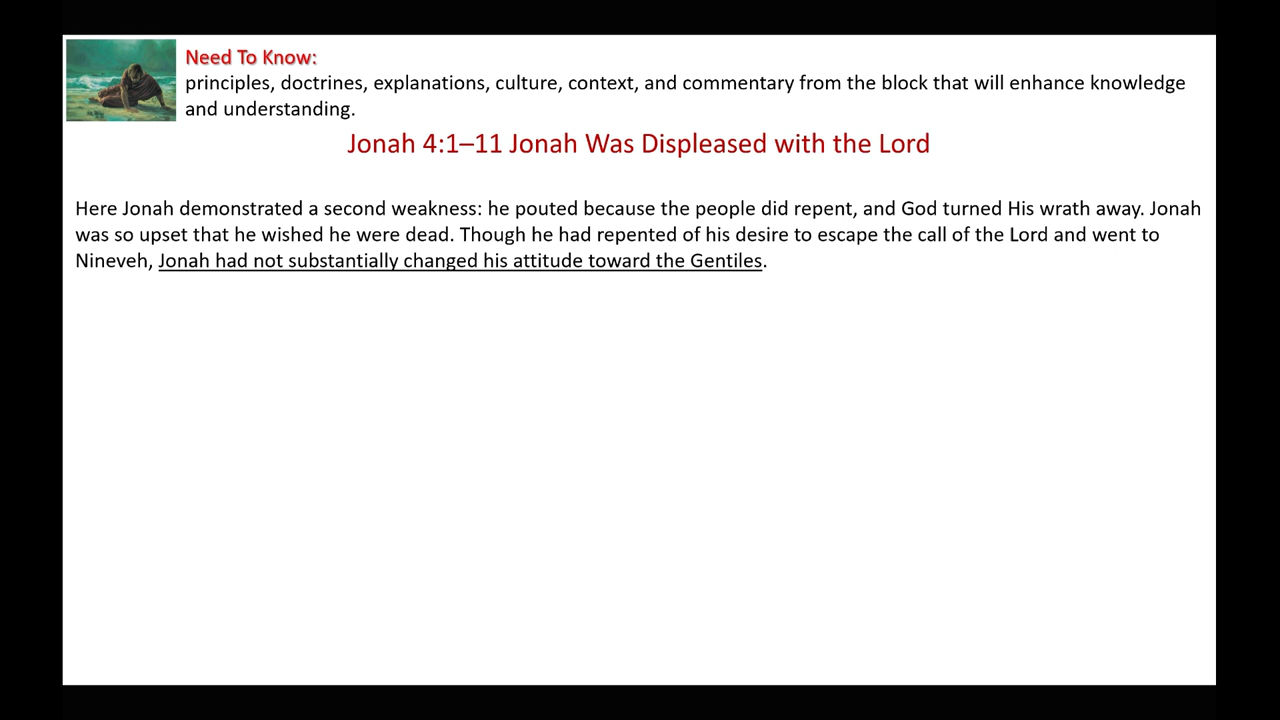 Need To Know:
principles, doctrines, explanations, culture, context, and commentary from the block that will enhance knowledge
and understanding.
Jonah 4:1–11 Jonah Was Displeased with the Lord
Here Jonah demonstrated a second weakness: he pouted because the people did repent, and God turned His wrath away. Jonah
was so upset that he wished he were dead. Though he had repented of his desire to escape the call of the Lord and went to
Nineveh, Jonah had not substantially changed his attitude toward the Gentiles.